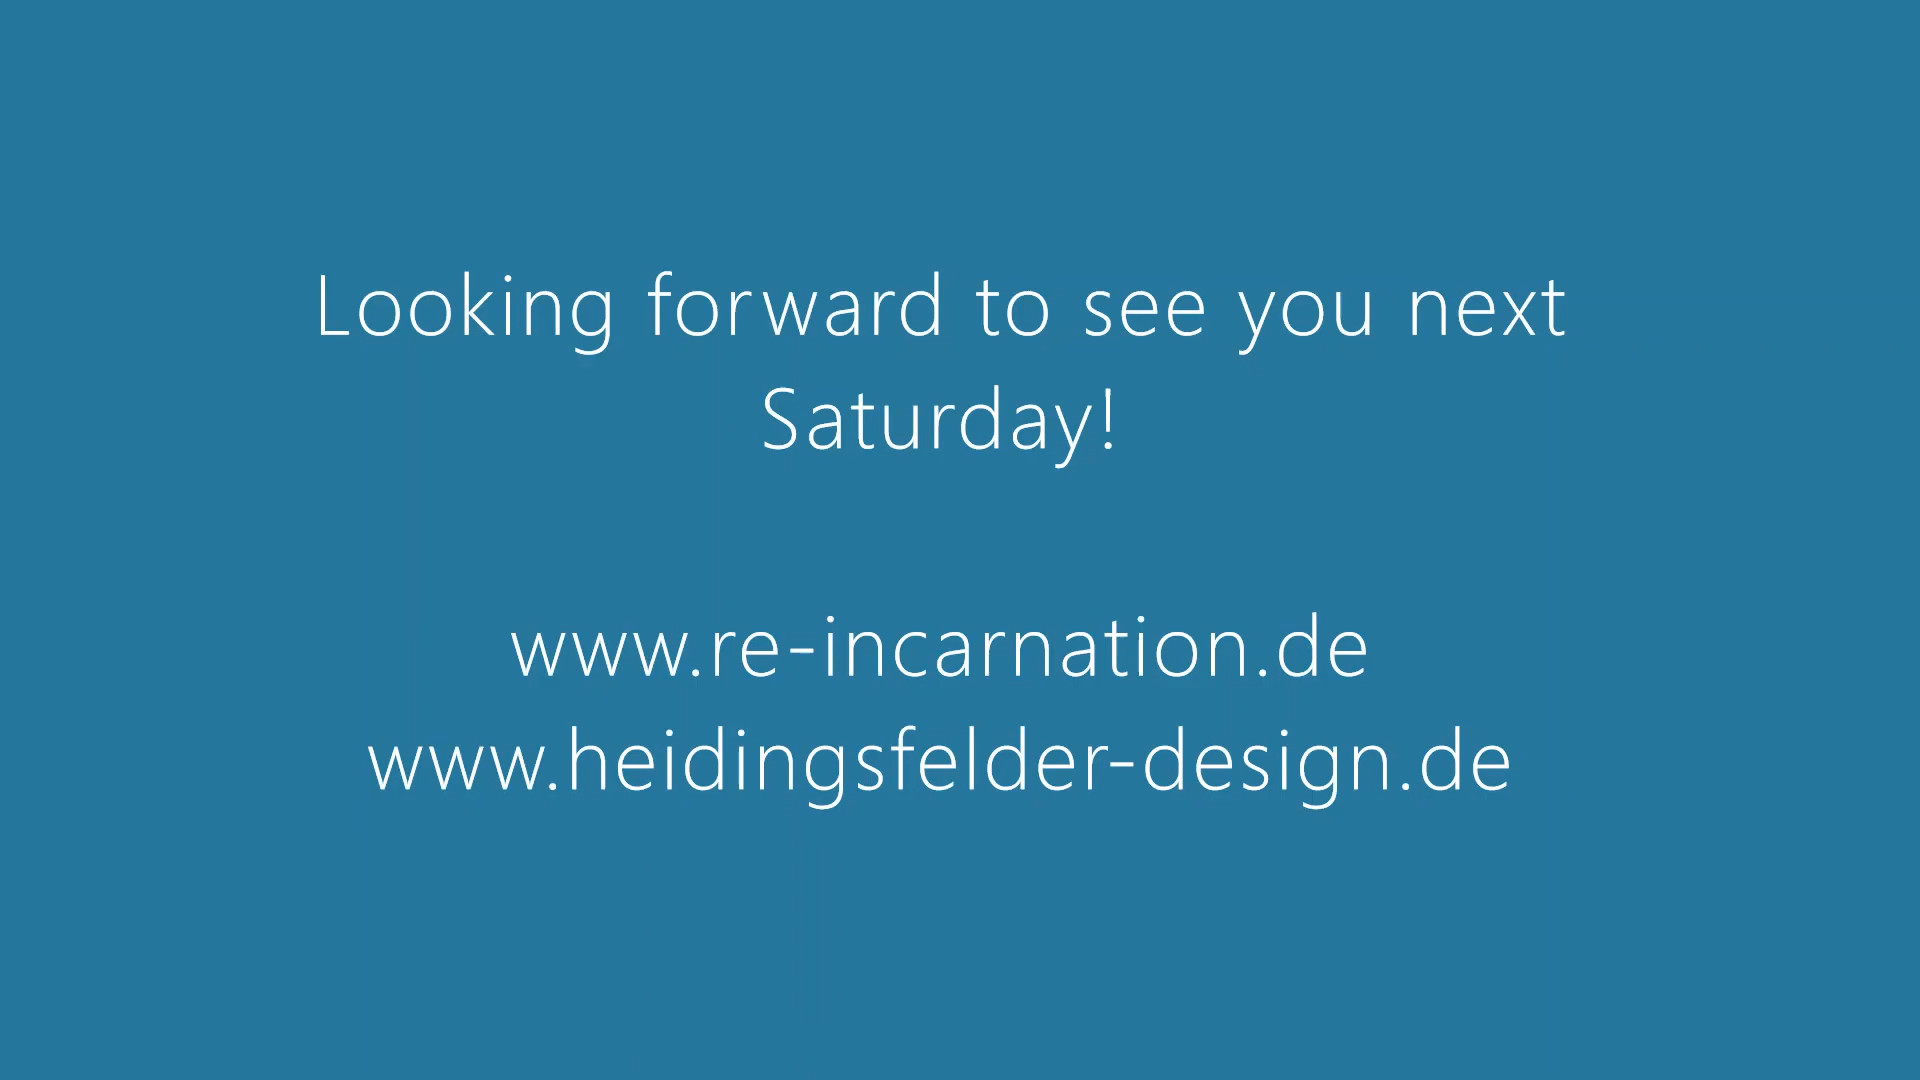 Looking forward to see you next
Saturday!
www.re-incarnation.de
www.heidingsfelder-design.de